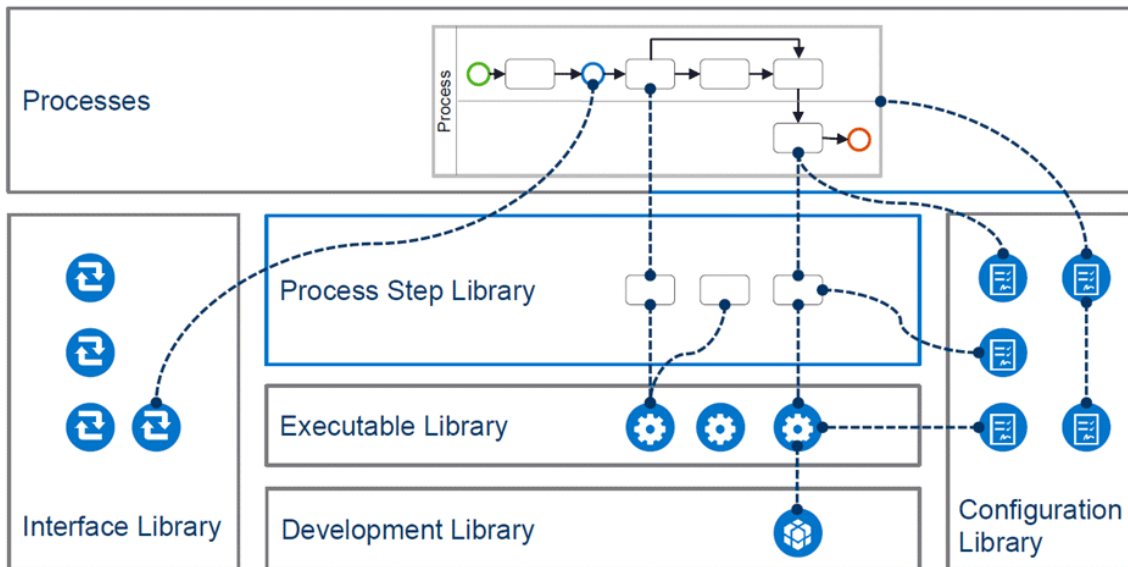 Process
Processes
Process Step Library
Executable Library
Interface Library
Development Library
Configuration
Library